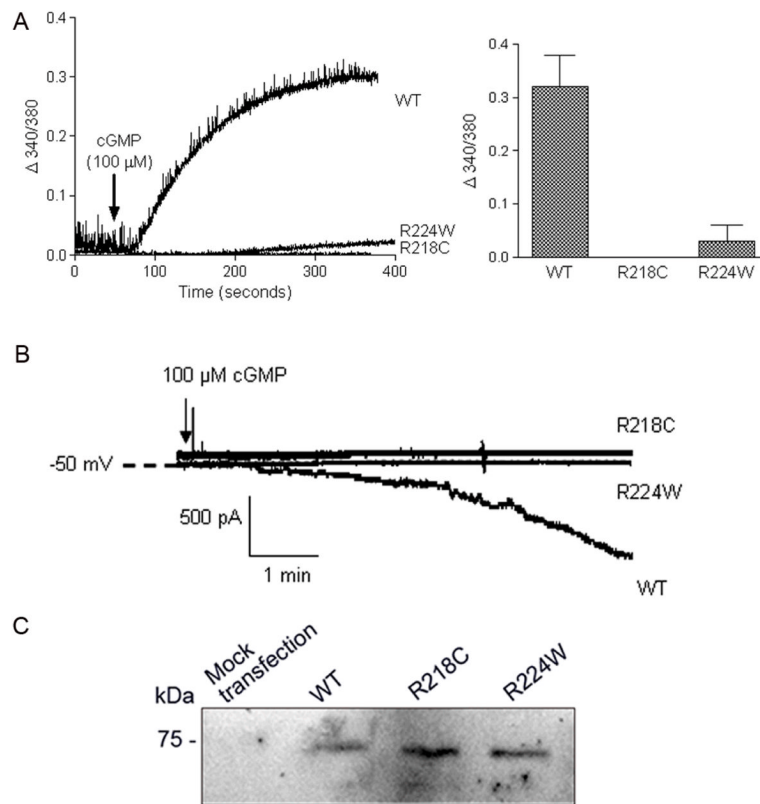 A
Δ 340/380
0.4
0.3
0.2
0.1
0.0
cGMP
(100 µM)
WT
R224W
R218C
0
100
200
300
400
Time (seconds)
Δ 340/380
0.4
0.3
0.2
0.1
0.0
WT
R218C
R224W
B
100 µM cGMP
R218C
-50 mV
R224W
500 pA
1 min
WT
C
kDa
Mock
transfection
WT
R218C
R224W
75 -